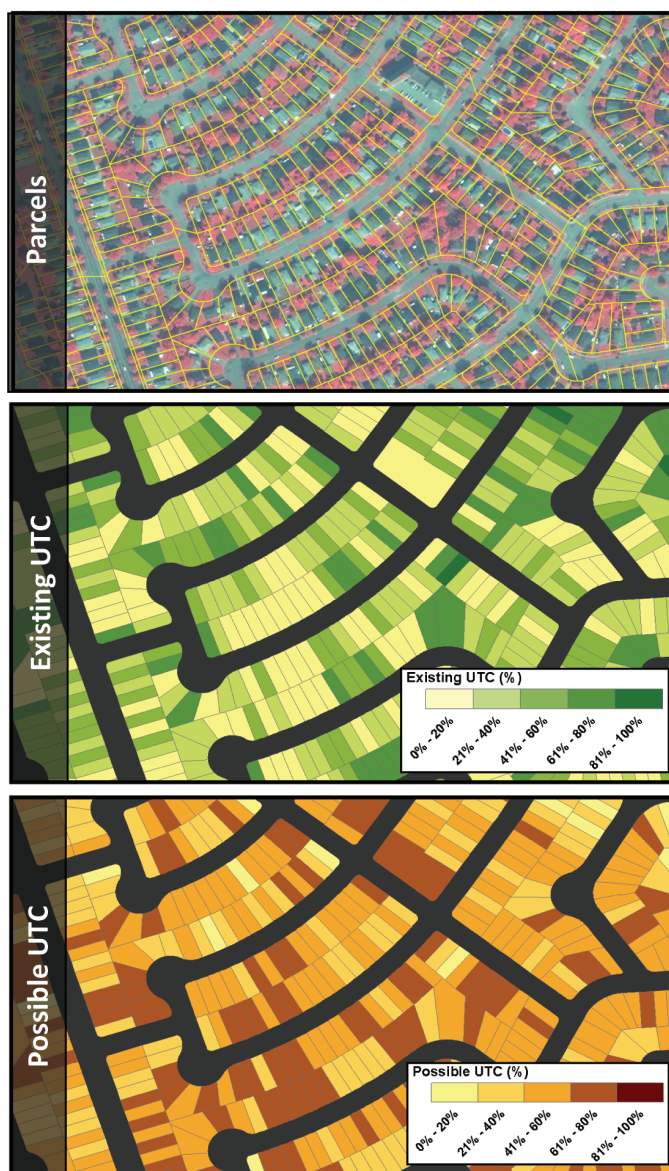 Parcels
Existing UTC
Existing UTC (%)
0% - 20%
21% - 40%
41% - 60%
61% - 80%
81% - 100%
Possible UTC
Possible UTC (%)
0% - 20%
21% - 40%
41% - 60%
61% - 80%
81% - 100%